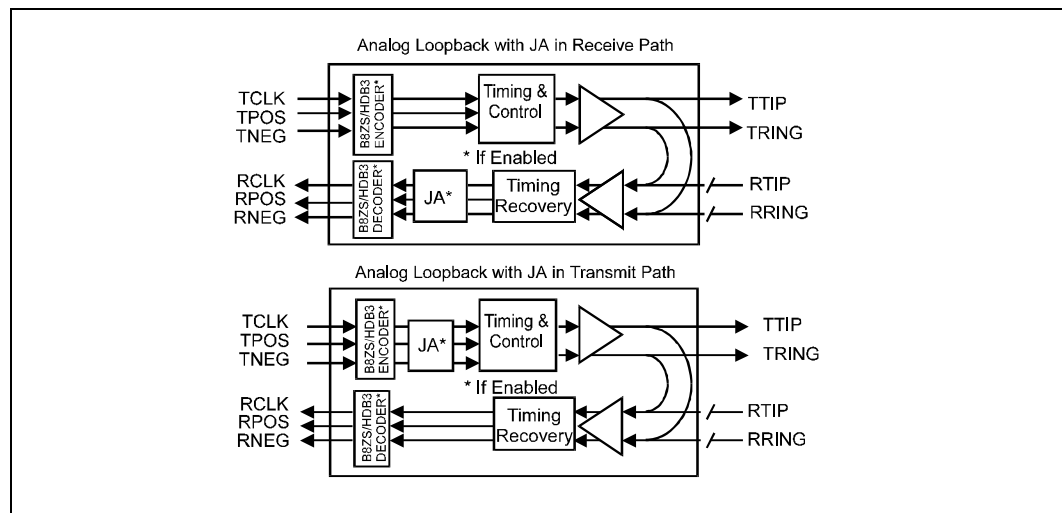 Analog Loopback with JA in Receive Path
TCLK
TPOS
TNEG
B8ZS/HDB3
ENCODER*
Timing &
Control
TTIP
TRING
* If Enabled
RCLK
RPOS
RNEG
B8ZS/HDB3
DECODER*
JA*
Timing
Recovery
RTIP
RRING
Analog Loopback with JA in Transmit Path
TCLK
TPOS
TNEG
B8ZS/HDB3
ENCODER*
JA*
Timing &
Control
TTIP
TRING
* If Enabled
RCLK
RPOS
RNEG
B8ZS/HDB3
DECODER*
Timing
Recovery
RTIP
RRING